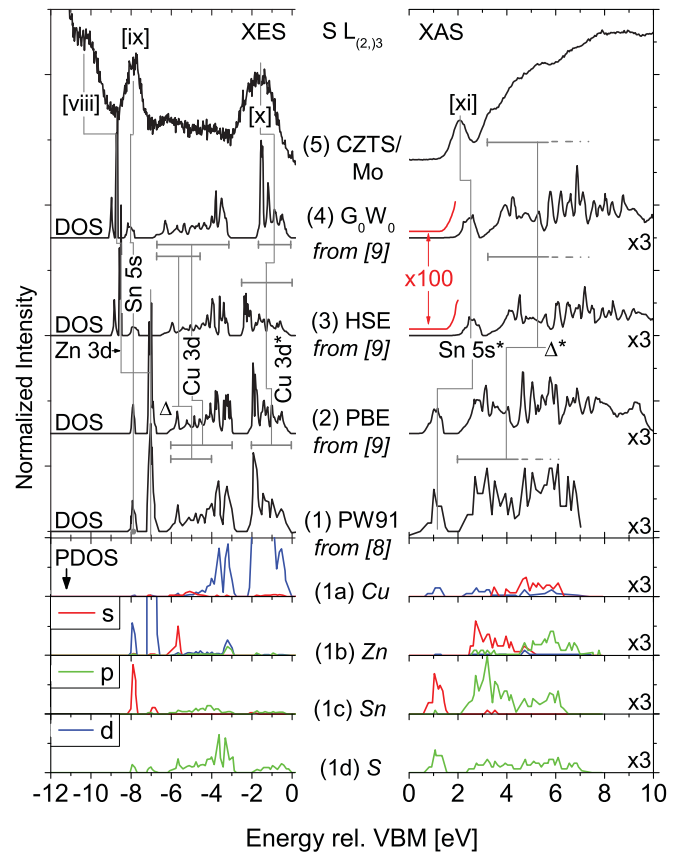 XES
S L(2,)3
XAS
[ix]
[viii]
[x]
[xi]
(5) CZTS/
Mo
DOS
(4) G0W0
from [9]
x3
Sn 5s
x100
DOS
(3) HSE
from [9]
x3
Zn 3d
Cu 3d
Cu 3d*
Sn 5s*
Δ*
Δ
DOS
(2) PBE
from [9]
x3
DOS
(1) PW91
from [8]
x3
PDOS
(1a) Cu
x3
s
(1b) Zn
x3
p
(1c) Sn
x3
d
(1d) S
x3
-12 -10 -8 -6 -4 -2 0
0 2 4 6 8 10
Energy rel. VBM [eV]
Normalized Intensity